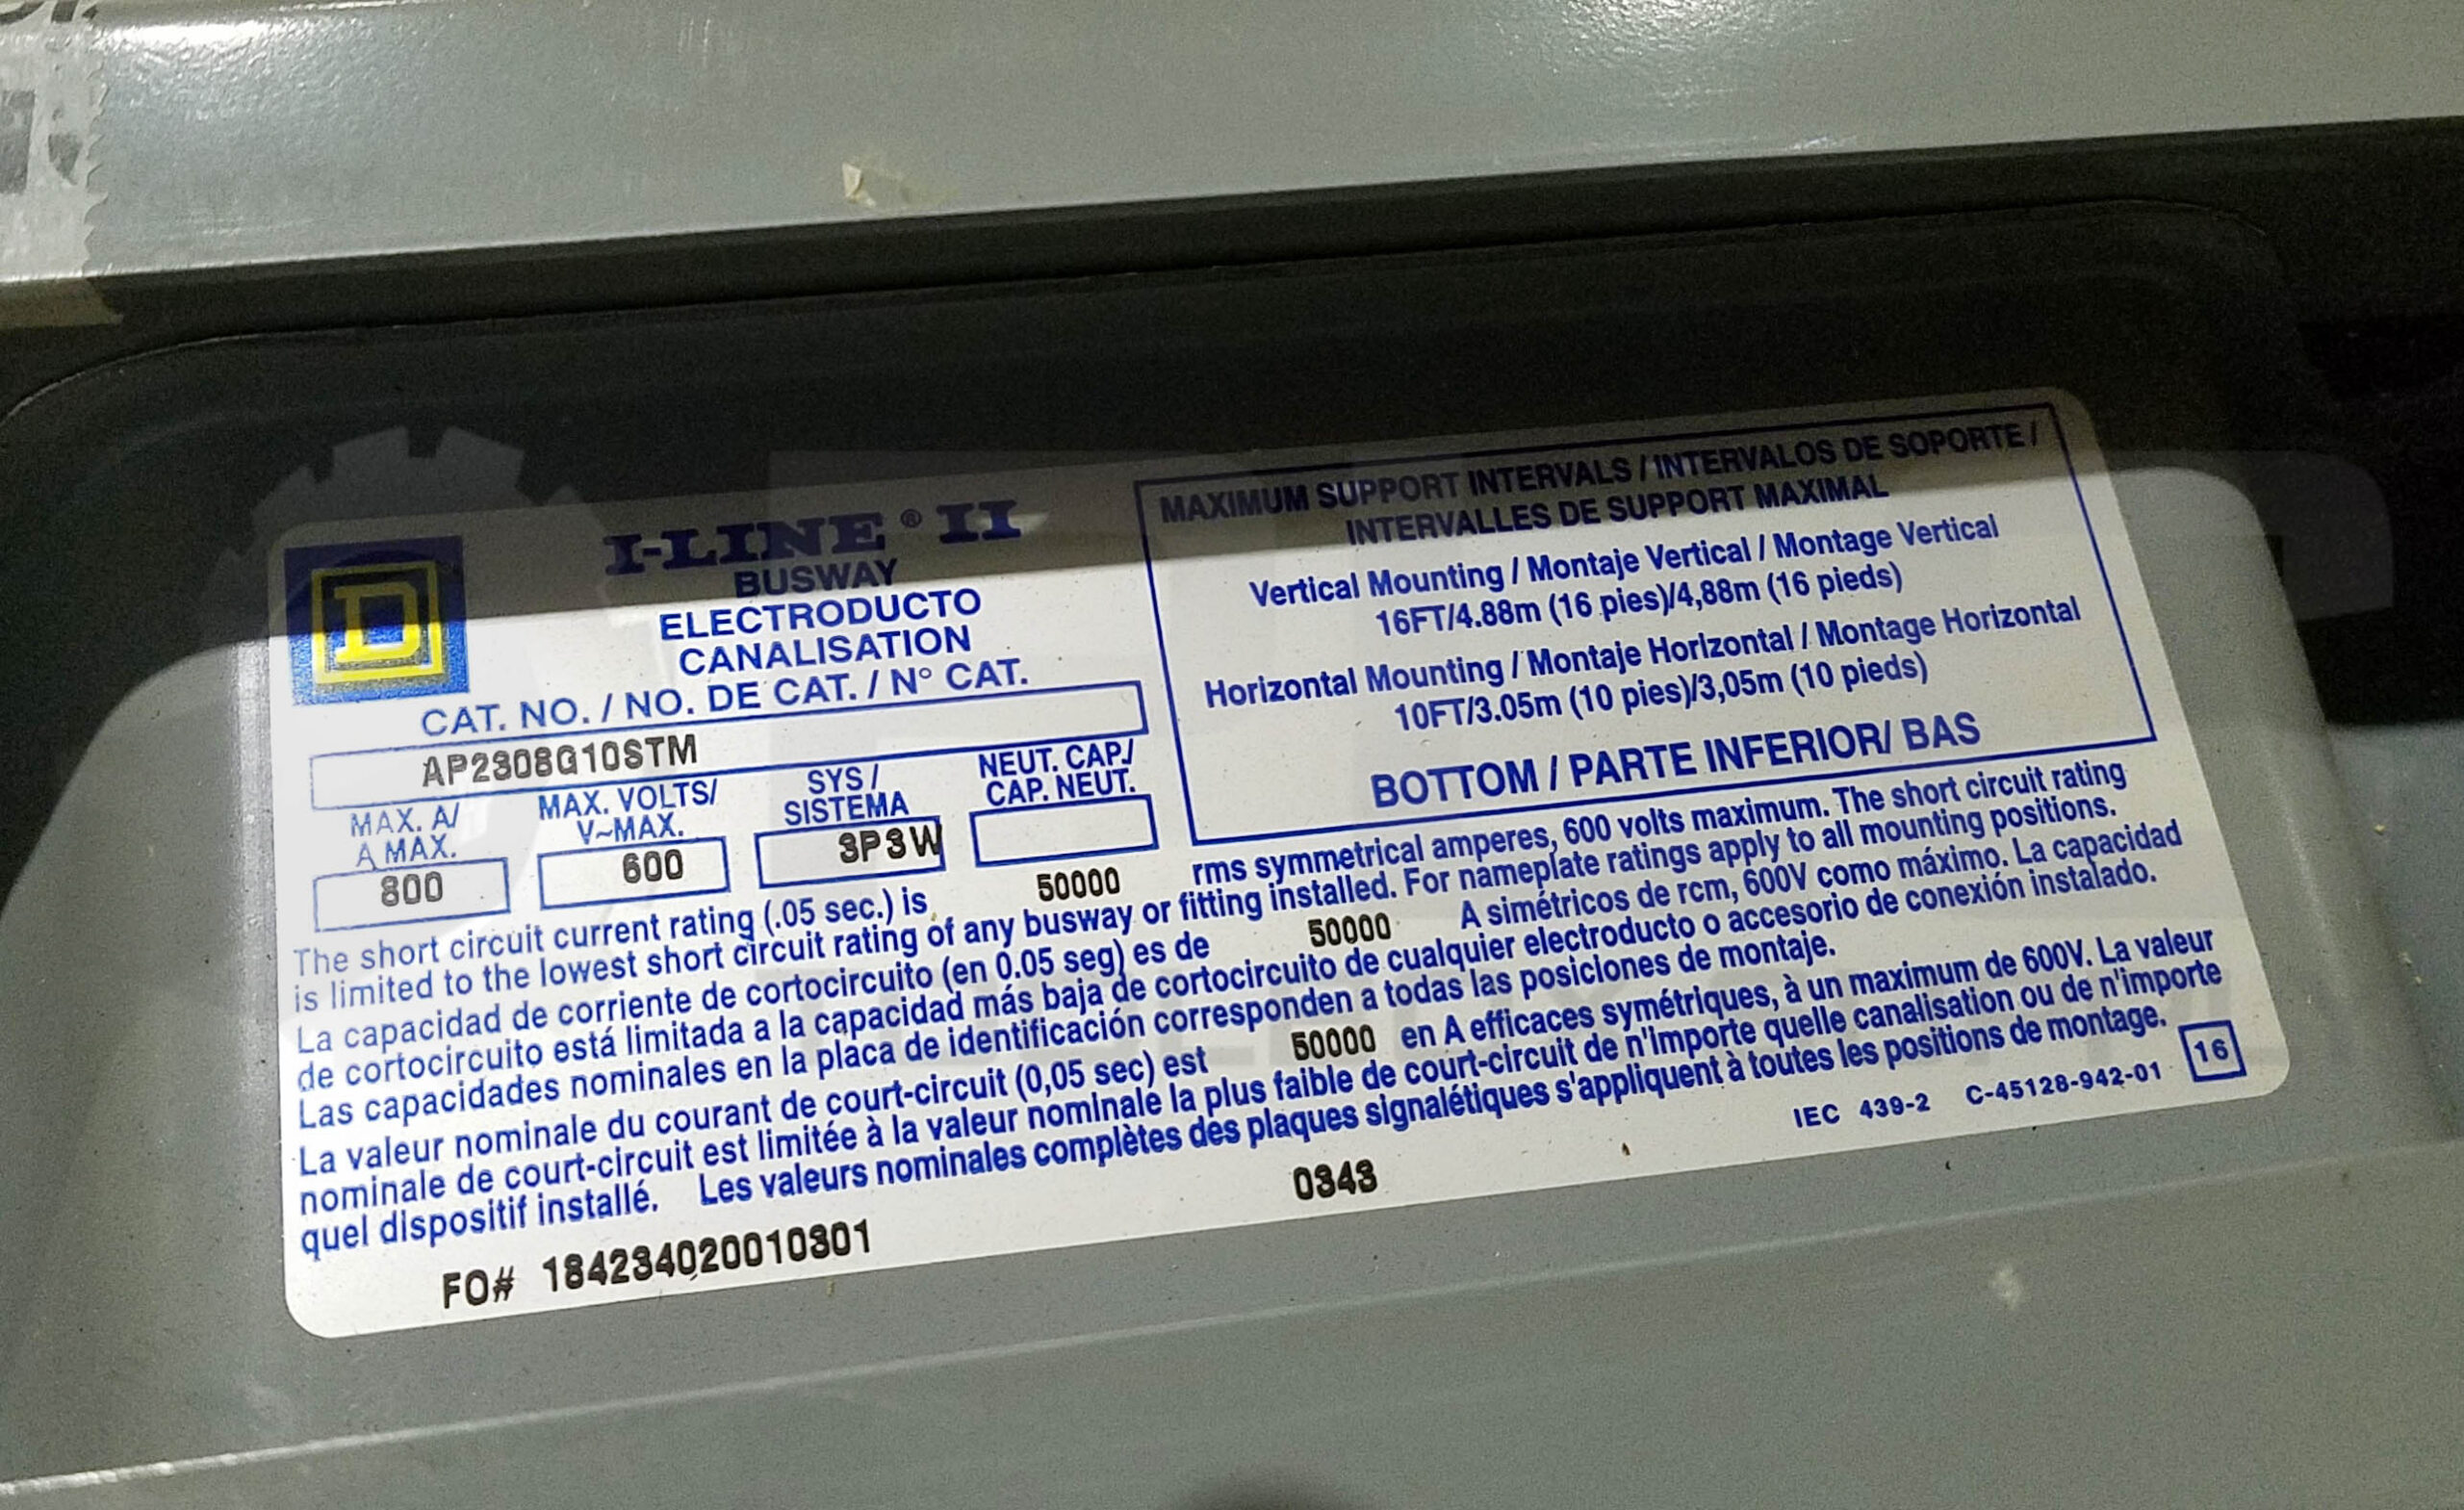 D
I-LINE® II
BUSWAY
ELECTRODUCTO
CANALISATION
CAT. NO. / NO. DE CAT. / N° CAT.
AP2308G10STM
MAX. A/
A MAX.
800
MAX. VOLTS/
V~MAX.
600
SYS /
SISTEMA
3P3W
NEUT. CAP./
CAP. NEUT.
MAXIMUM SUPPORT INTERVALS / INTERVALOS DE SOPORTE /
INTERVALLES DE SUPPORT MAXIMAL
Vertical Mounting / Montaje Vertical / Montage Vertical
16FT/4.88m (16 pies)/4,88m (16 pieds)
Horizontal Mounting / Montaje Horizontal / Montage Horizontal
10FT/3.05m (10 pies)/3,05m (10 pieds)
BOTTOM / PARTE INFERIOR/ BAS
The short circuit current rating (.05 sec.) is 50000 rms symmetrical amperes, 600 volts maximum. The short circuit rating
is limited to the lowest short circuit rating of any busway or fitting installed. For nameplate ratings apply to all mounting positions.
La capacidad de corriente de cortocircuito (en 0.05 seg) es de 50000 A simétricos de rcm, 600V como máximo. La capacidad
de cortocircuito está limitada a la capacidad más baja de cortocircuito de cualquier electroducto o accesorio de conexión instalado.
Las capacidades nominales en la placa de identificación corresponden a todas las posiciones de montaje.
La valeur nominale du courant de court-circuit (0,05 sec) est 50000 en A efficaces symétriques, à un maximum de 600V. La valeur
nominale de court-circuit est limitée à la valeur nominale la plus faible de court-circuit de n'importe quelle canalisation ou de n'importe
quel dispositif installé. Les valeurs nominales complètes des plaques signalétiques s'appliquent à toutes les positions de montage.
IEC 439-2 C-45128-942-01 16
FO# 184234020010301 0343